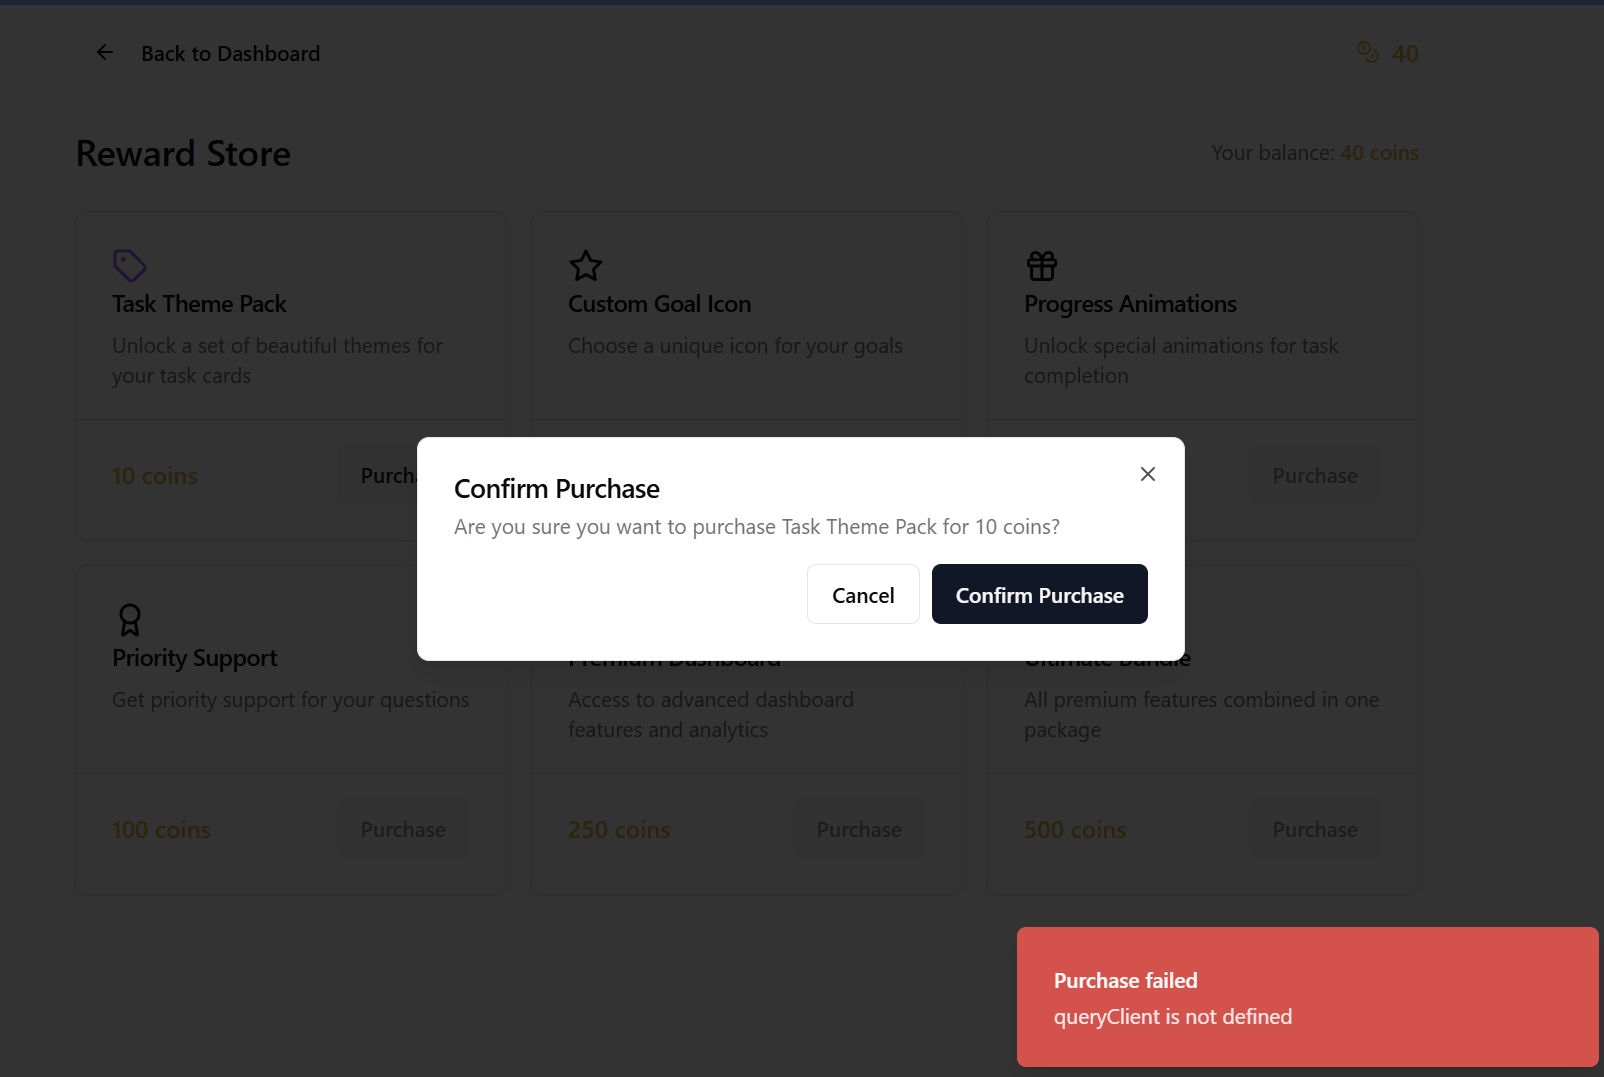 Back to Dashboard
40
Reward Store
Your balance: 40 coins
Task Theme Pack
Unlock a set of beautiful themes for
your task cards
10 coins
Custom Goal Icon
Choose a unique icon for your goals
Progress Animations
Unlock special animations for task
completion
Purchase
Confirm Purchase
Are you sure you want to purchase Task Theme Pack for 10 coins?
Cancel
Confirm Purchase
Priority Support
Get priority support for your questions
100 coins
Purchase
Premium Dashboard
Access to advanced dashboard
features and analytics
250 coins
Purchase
Ultimate Bundle
All premium features combined in one
package
500 coins
Purchase
Purchase failed
queryClient is not defined